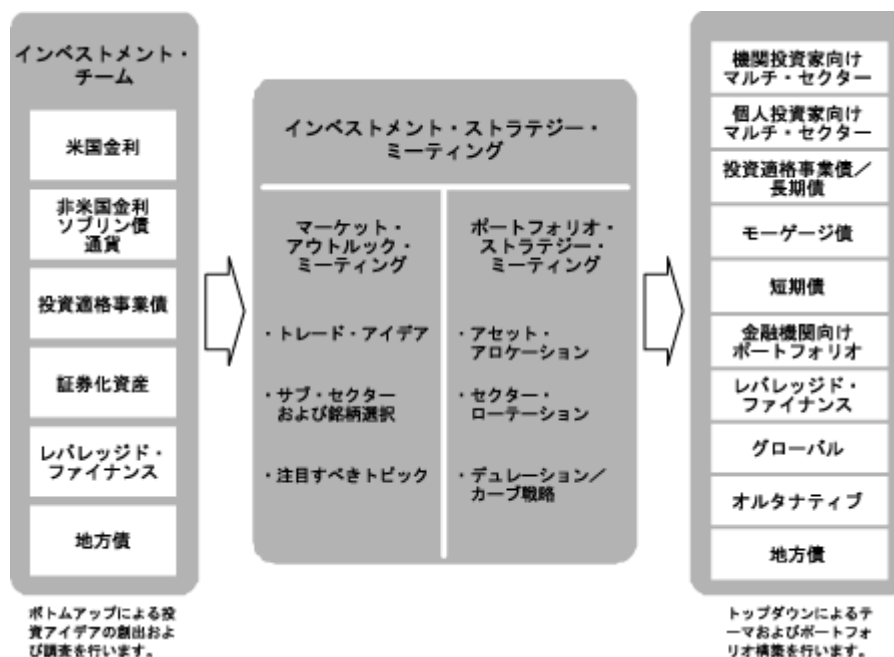 インベストメント・
チーム
米国金利
非米国金利
ソブリン債
通貨
投資適格事業債
証券化資産
レバレッジド・
ファイナンス
地方債
ボトムアップによる投
資アイデアの創出およ
び調査を行います。
インベストメント・ストラテジー・
ミーティング
マーケット・
アウトルック・
ミーティング
・トレード・アイデア
・サブ・セクター
および銘柄選択
・注目すべきトピック
ポートフォリオ・
ストラテジー・
ミーティング
・アセット・
アロケーション
・セクター・
ローテーション
・デュレーション／
カーブ戦略
機関投資家向け
マルチ・セクター
個人投資家向け
マルチ・セクター
投資適格事業債／
長期債
モーゲージ債
短期債
金融機関向け
ポートフォリオ
レバレッジド・
ファイナンス
グローバル
オルタナティブ
地方債
トップダウンによるテ
ーマおよびポートフォ
リオ構築を行います。